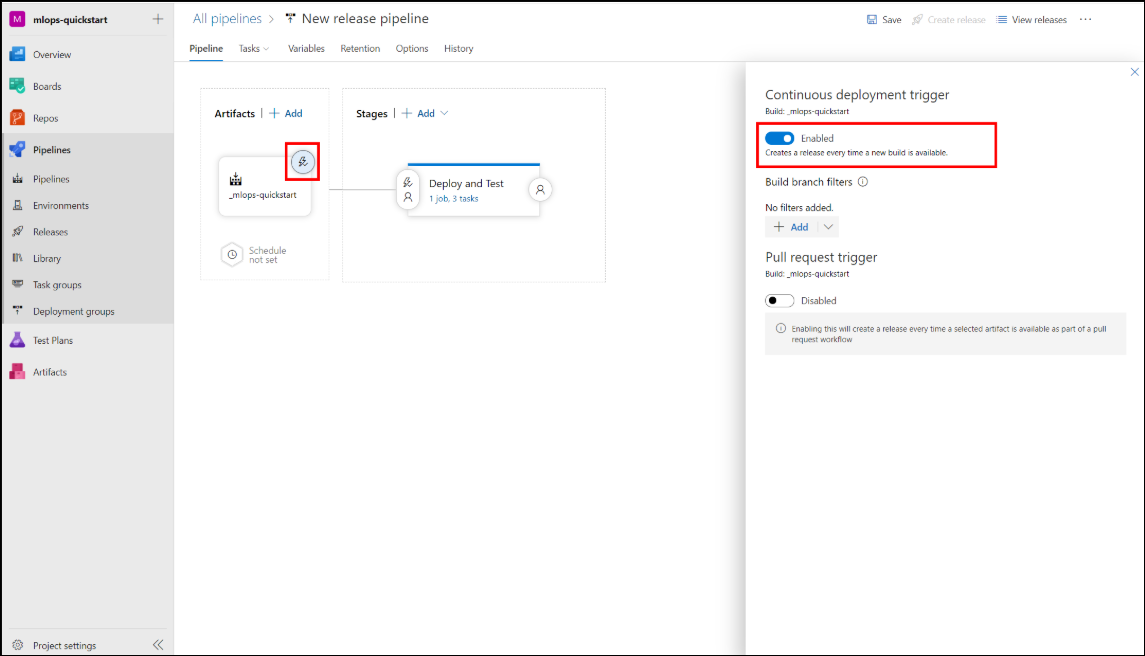 M mlops-quickstart
Overview
Boards
Repos
Pipelines
Pipelines
Environments
Releases
Library
Task groups
Deployment groups
Test Plans
Artifacts
Project settings
All pipelines > New release pipeline
Save Create release View releases ...
Pipeline Tasks Variables Retention Options History
Artifacts | + Add
_mlops-quickstart
Schedule
not set
Stages | + Add
Deploy and Test
1 job, 3 tasks
Continuous deployment trigger
Build: _mlops-quickstart
Enabled
Creates a release every time a new build is available.
Build branch filters
No filters added.
+ Add
Pull request trigger
Build: _mlops-quickstart
Disabled
Enabling this will create a release every time a selected artifact is available as part of a pull
request workflow